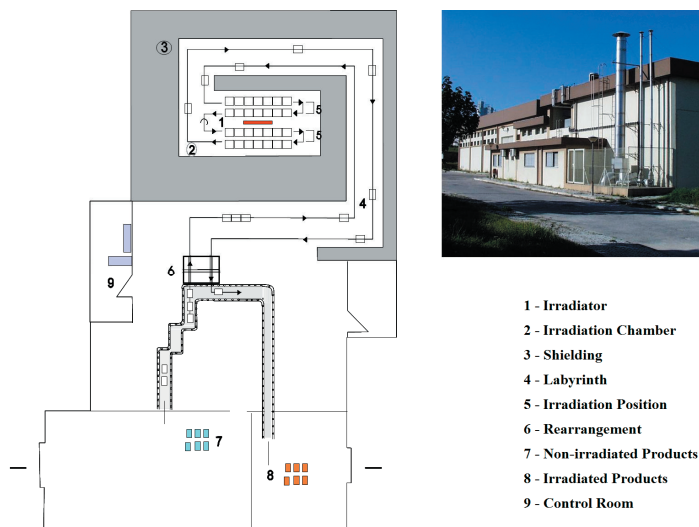 3
5
1
5
2
4
6
9
7
8
1 - Irradiator
2 - Irradiation Chamber
3 - Shielding
4 - Labyrinth
5 - Irradiation Position
6 - Rearrangement
7 - Non-irradiated Products
8 - Irradiated Products
9 - Control Room